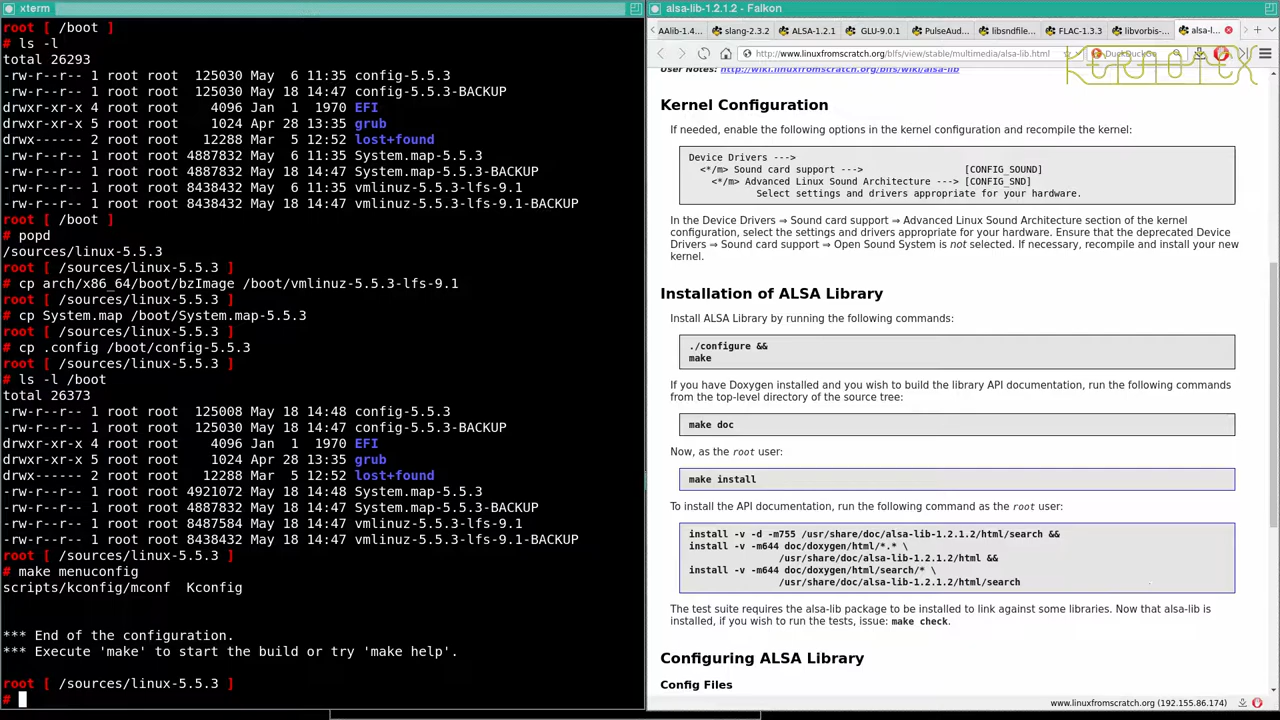 xterm
root [ /boot ]
# ls -l
total 26293
-rw-r--r-- 1 root root  125030 May  6 11:35 config-5.5.3
-rw-r--r-- 1 root root  125030 May 18 14:47 config-5.5.3-BACKUP
drwxr-xr-x 4 root root    4096 Jan  1  1970 EFI
drwxr-xr-x 5 root root    1024 Apr 28 13:35 grub
drwx------ 2 root root   12288 Mar  5 12:52 lost+found
-rw-r--r-- 1 root root 4887832 May  6 11:35 System.map-5.5.3
-rw-r--r-- 1 root root 4887832 May 18 14:47 System.map-5.5.3-BACKUP
-rw-r--r-- 1 root root 8438432 May  6 11:35 vmlinuz-5.5.3-lfs-9.1
-rw-r--r-- 1 root root 8438432 May 18 14:47 vmlinuz-5.5.3-lfs-9.1-BACKUP
root [ /boot ]
# popd
/sources/linux-5.5.3
root [ /sources/linux-5.5.3 ]
# cp arch/x86_64/boot/bzImage /boot/vmlinuz-5.5.3-lfs-9.1
root [ /sources/linux-5.5.3 ]
# cp System.map /boot/System.map-5.5.3
root [ /sources/linux-5.5.3 ]
# cp .config /boot/config-5.5.3
root [ /sources/linux-5.5.3 ]
# ls -l /boot
total 26373
-rw-r--r-- 1 root root  125008 May 18 14:48 config-5.5.3
-rw-r--r-- 1 root root  125030 May 18 14:47 config-5.5.3-BACKUP
drwxr-xr-x 4 root root    4096 Jan  1  1970 EFI
drwxr-xr-x 5 root root    1024 Apr 28 13:35 grub
drwx------ 2 root root   12288 Mar  5 12:52 lost+found
-rw-r--r-- 1 root root 4921072 May 18 14:48 System.map-5.5.3
-rw-r--r-- 1 root root 4887832 May 18 14:47 System.map-5.5.3-BACKUP
-rw-r--r-- 1 root root 8487584 May 18 14:48 vmlinuz-5.5.3-lfs-9.1
-rw-r--r-- 1 root root 8438432 May 18 14:47 vmlinuz-5.5.3-lfs-9.1-BACKUP
root [ /sources/linux-5.5.3 ]
# make menuconfig
scripts/kconfig/mconf  Kconfig
*** End of the configuration.
*** Execute 'make' to start the build or try 'make help'.
root [ /sources/linux-5.5.3 ]
#
alsa-lib-1.2.1.2 - Falkon
AAlib-1.4... slang-2.3.2 ALSA-1.2.1 GLU-9.0.1 PulseAud... libsndfile... FLAC-1.3.3 libvorbis-... alsa-l...
http://www.linuxfromscratch.org/blfs/view/stable/multimedia/alsa-lib.html DuckDuckGo
KERNOTEX
User Notes: http://wiki.linuxfromscratch.org/blfs/wiki/alsa-lib
Kernel Configuration
If needed, enable the following options in the kernel configuration and recompile the kernel:
Device Drivers --->
<*/m> Sound card support ---> [CONFIG_SOUND]
<*/m> Advanced Linux Sound Architecture ---> [CONFIG_SND]
Select settings and drivers appropriate for your hardware.
In the Device Drivers ⇒ Sound card support ⇒ Advanced Linux Sound Architecture section of the kernel
configuration, select the settings and drivers appropriate for your hardware. Ensure that the deprecated Device
Drivers ⇒ Sound card support ⇒ Open Sound System is not selected. If necessary, recompile and install your new
kernel.
Installation of ALSA Library
Install ALSA Library by running the following commands:
./configure &&
make
If you have Doxygen installed and you wish to build the library API documentation, run the following commands
from the top-level directory of the source tree:
make doc
Now, as the root user:
make install
To install the API documentation, run the following command as the root user:
install -v -d -m755 /usr/share/doc/alsa-lib-1.2.1.2/html/search &&
install -v -m644 doc/doxygen/html/*.* \
/usr/share/doc/alsa-lib-1.2.1.2/html &&
install -v -m644 doc/doxygen/html/search/* \
/usr/share/doc/alsa-lib-1.2.1.2/html/search
The test suite requires the alsa-lib package to be installed to link against some libraries. Now that alsa-lib is
installed, if you wish to run the tests, issue: make check.
Configuring ALSA Library
Config Files
www.linuxfromscratch.org (192.155.86.174)